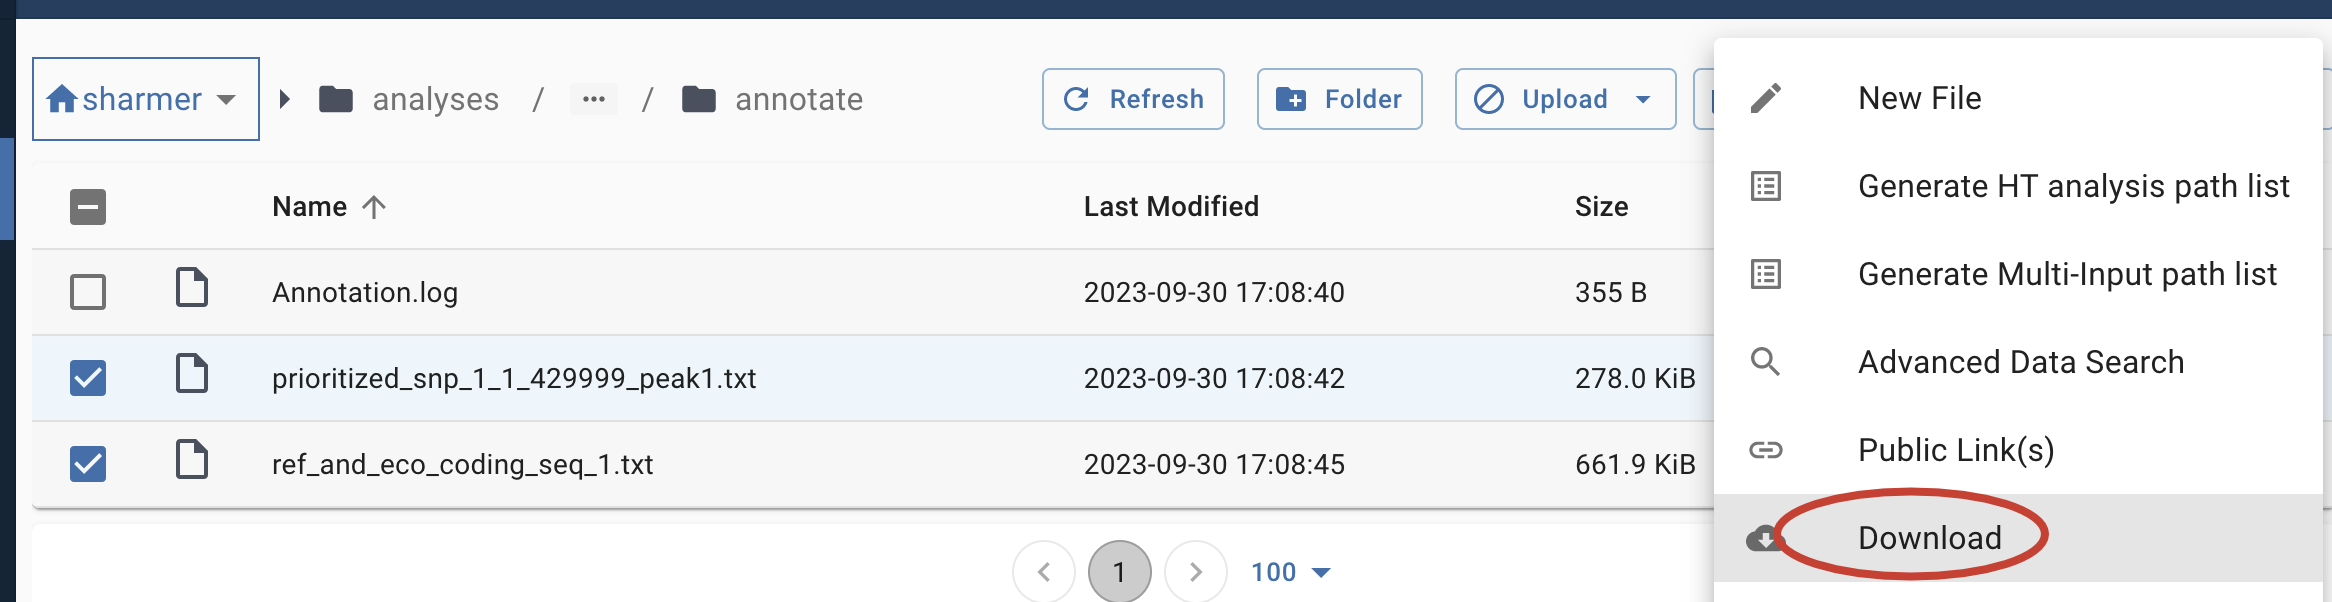 sharmer analyses / ... / annotate Refresh Folder Upload
Name Last Modified Size
Annotation.log 2023-09-30 17:08:40 355 B
prioritized_snp_1_1_429999_peak1.txt 2023-09-30 17:08:42 278.0 KiB
ref_and_eco_coding_seq_1.txt 2023-09-30 17:08:45 661.9 KiB
1 100
New File
Generate HT analysis path list
Generate Multi-Input path list
Advanced Data Search
Public Link(s)
Download